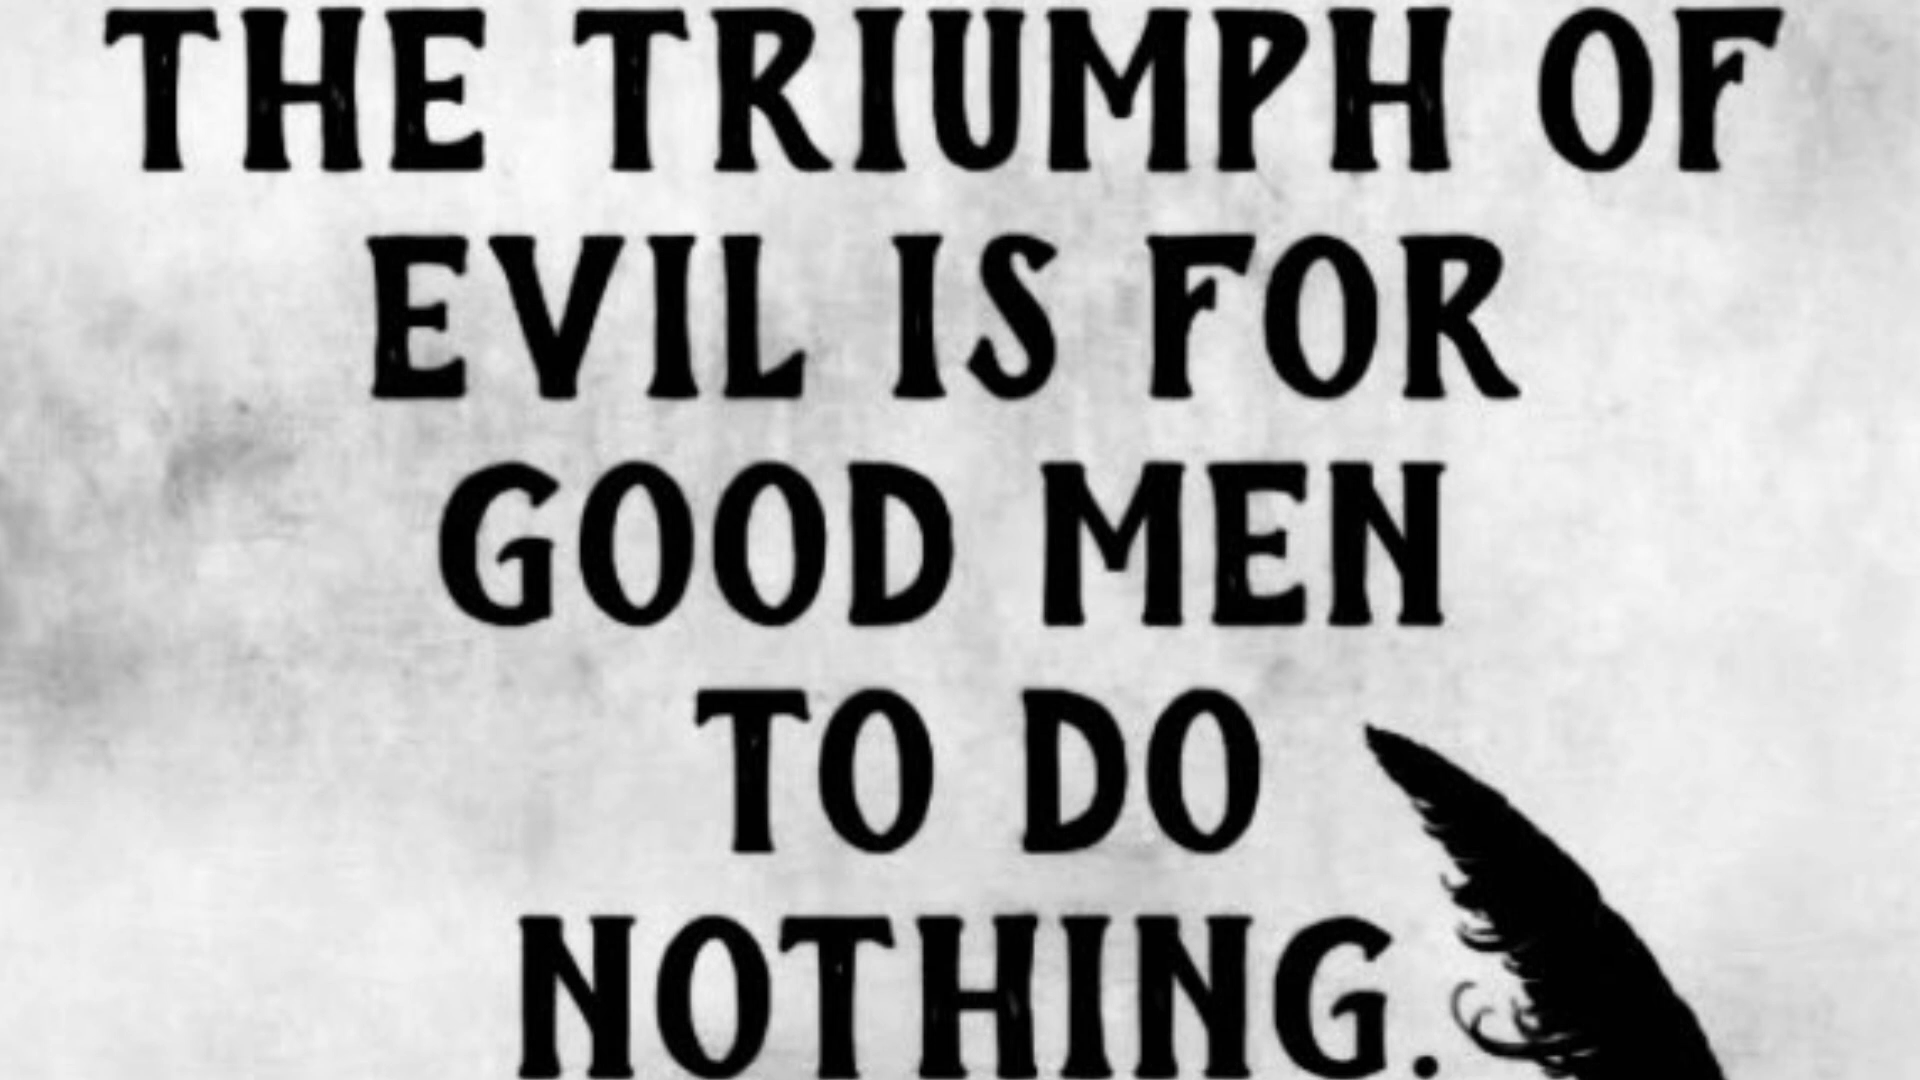 THE TRIUMPH OF
EVIL IS FOR
GOOD MEN
TO DO
NOTHING.